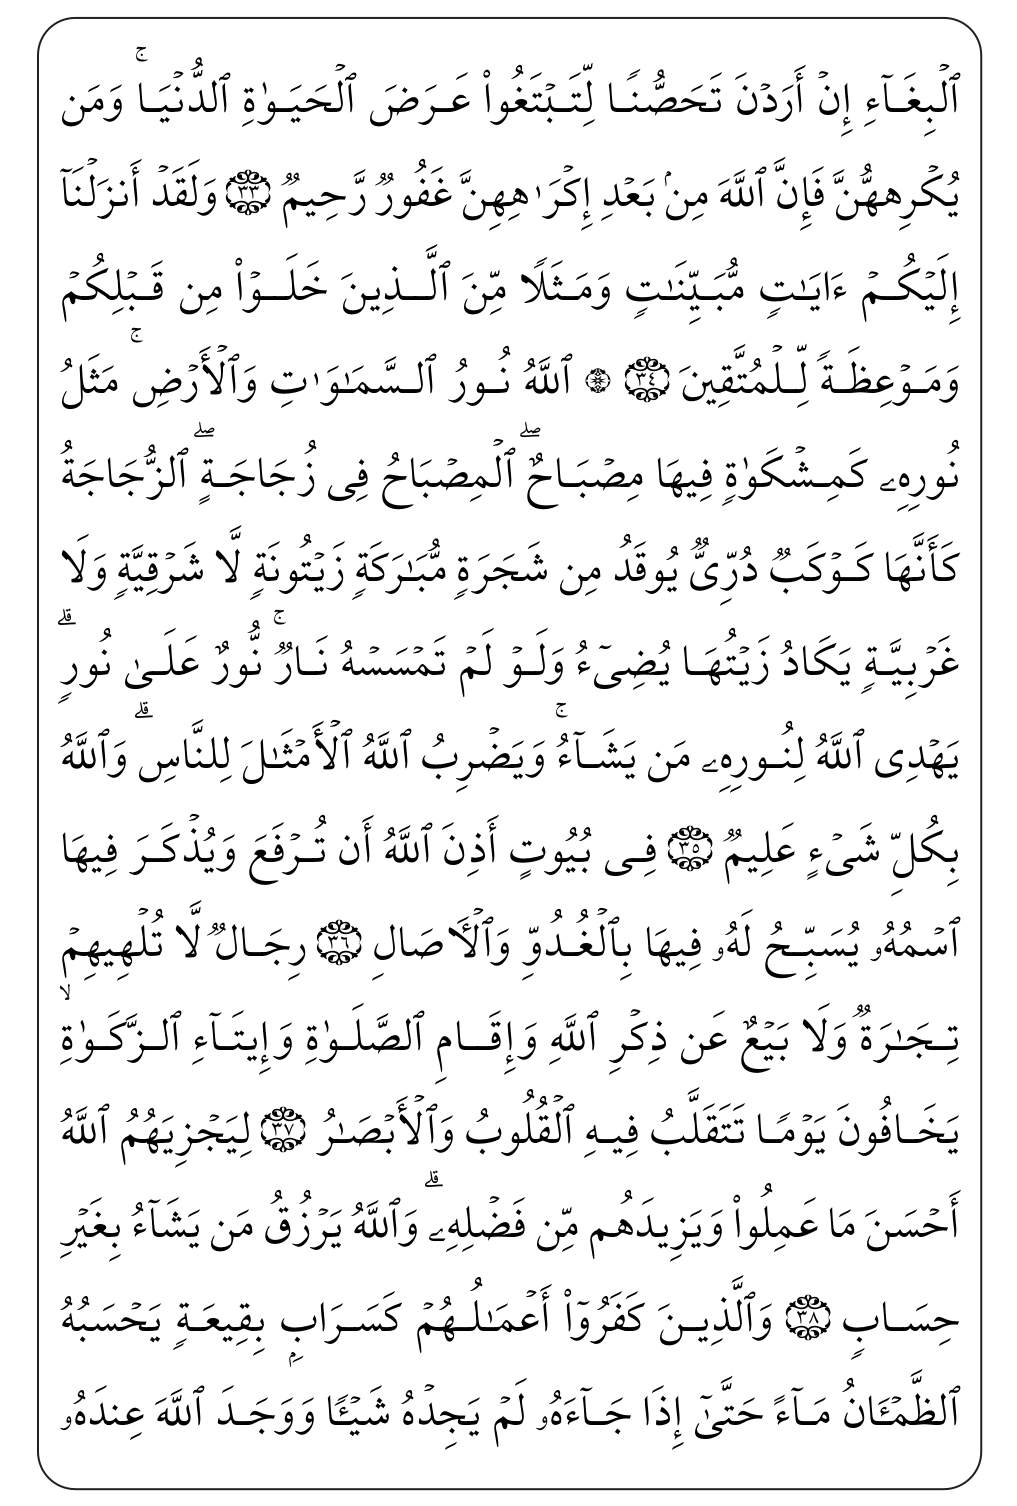 ٱلۡبِغَآءِ إِنۡ أَرَدۡنَ تَحَصُّنٗا لِّتَبۡتَغُواْ عَرَضَ ٱلۡحَيَوٰةِ ٱلدُّنۡيَاۚ وَمَن
يُكۡرِههُّنَّ فَإِنَّ ٱللَّهَ مِنۢ بَعۡدِ إِكۡرَٰهِهِنَّ غَفُورٞ رَّحِيمٞ ٣٣ وَلَقَدۡ أَنزَلۡنَآ
إِلَيۡكُمۡ ءَايَٰتٖ مُّبَيِّنَٰتٖ وَمَثَلٗا مِّنَ ٱلَّذِينَ خَلَوۡاْ مِن قَبۡلِكُمۡ
وَمَوۡعِظَةٗ لِّلۡمُتَّقِينَ ٣٤ ۞ ٱللَّهُ نُورُ ٱلسَّمَٰوَٰتِ وَٱلۡأَرۡضِۚ مَثَلُ
نُورِهِۦ كَمِشۡكَوٰةٖ فِيهَا مِصۡبَاحٌۖ ٱلۡمِصۡبَاحُ فِي زُجَاجَةٍۖ ٱلزُّجَاجَةُ
كَأَنَّهَا كَوۡكَبٞ دُرِّيّٞ يُوقَدُ مِن شَجَرَةٖ مُّبَٰرَكَةٖ زَيۡتُونَةٖ لَّا شَرۡقِيَّةٖ وَلَا
غَرۡبِيَّةٖ يَكَادُ زَيۡتُهَا يُضِيٓءُ وَلَوۡ لَمۡ تَمۡسَسۡهُ نَارٞۚ نُّورٌ عَلَىٰ نُورٖۗ
يَهۡدِي ٱللَّهُ لِنُورِهِۦ مَن يَشَآءُۚ وَيَضۡرِبُ ٱللَّهُ ٱلۡأَمۡثَٰلَ لِلنَّاسِۗ وَٱللَّهُ
بِكُلِّ شَيۡءٍ عَلِيمٞ ٣٥ فِي بُيُوتٍ أَذِنَ ٱللَّهُ أَن تُرۡفَعَ وَيُذۡكَرَ فِيهَا
ٱسۡمُهُۥ يُسَبِّحُ لَهُۥ فِيهَا بِٱلۡغُدُوِّ وَٱلۡأٓصَالِ ٣٦ رِجَالٞ لَّا تُلۡهِيهِمۡ
تِجَٰرَةٞ وَلَا بَيۡعٌ عَن ذِكۡرِ ٱللَّهِ وَإِقَامِ ٱلصَّلَوٰةِ وَإِيتَآءِ ٱلزَّكَوٰةِۙ
يَخَافُونَ يَوۡمٗا تَتَقَلَّبُ فِيهِ ٱلۡقُلُوبُ وَٱلۡأَبۡصَٰرُ ٣٧ لِيَجۡزِيَهُمُ ٱللَّهُ
أَحۡسَنَ مَا عَمِلُواْ وَيَزِيدَهُم مِّن فَضۡلِهِۦۗ وَٱللَّهُ يَرۡزُقُ مَن يَشَآءُ بِغَيۡرِ
حِسَابٖ ٣٨ وَٱلَّذِينَ كَفَرُوٓاْ أَعۡمَٰلُهُمۡ كَسَرَابِۭ بِقِيعَةٖ يَحۡسَبُهُ
ٱلظَّمۡـَٔانُ مَآءً حَتَّىٰٓ إِذَا جَآءَهُۥ لَمۡ يَجِدۡهُ شَيۡـٔٗا وَوَجَدَ ٱللَّهَ عِندَهُۥ